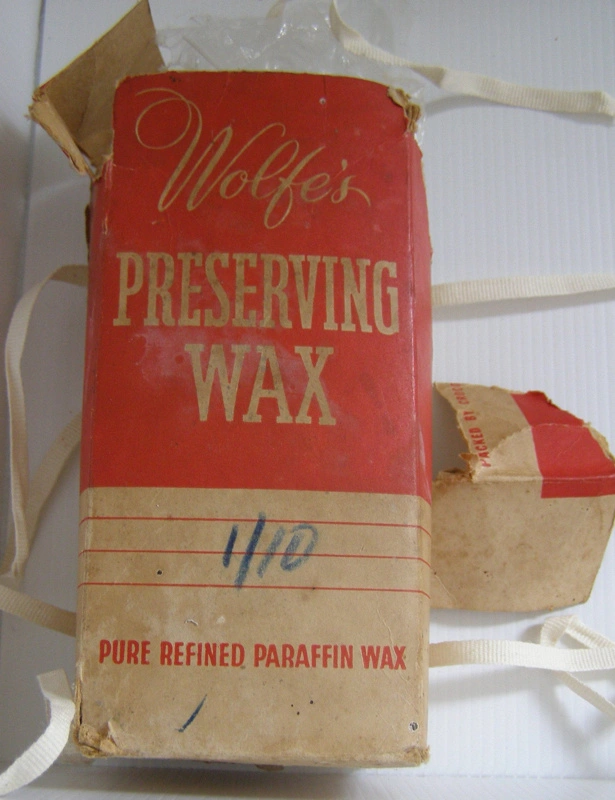 Wolfe's
PRESERVING
WAX
1/10
PURE REFINED PARAFFIN WAX
PACKED BY